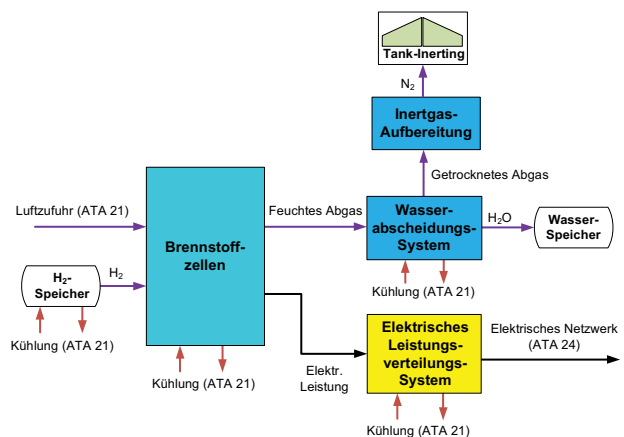 Tank-Inerting
N₂
Inertgas-
Aufbereitung
Getrocknetes Abgas
Luftzufuhr (ATA 21)
Brennstoff-
zellen
Feuchtes Abgas
Wasser-
abscheidungs-
System
H₂O
Wasser-
Speicher
H₂-
Speicher
H₂
Kühlung (ATA 21)
Kühlung (ATA 21)
Kühlung (ATA 21)
Elektr.
Leistung
Elektrisches
Leistungs-
verteilungs-
System
Elektrisches Netzwerk
(ATA 24)
Kühlung (ATA 21)